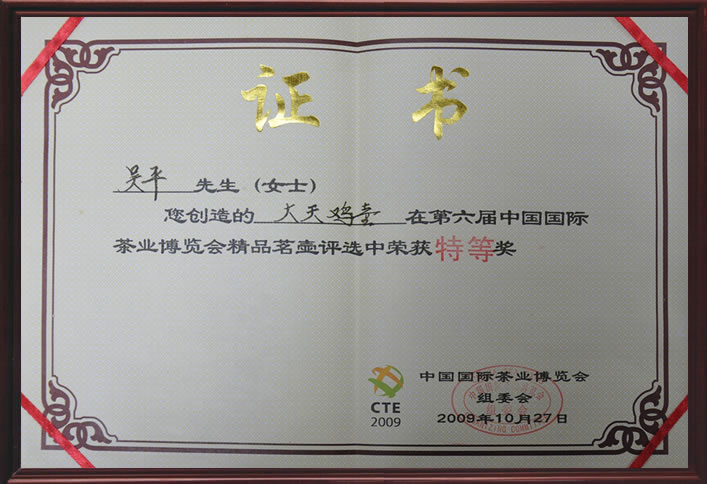 证 书
吴平 先生（女士）
您创造的 大天鸡壶 在第六届中国国际
茶业博览会精品茗壶评选中荣获特等奖
CTE
2009
中国国际茶业博览会
组委会
2009年10月27日